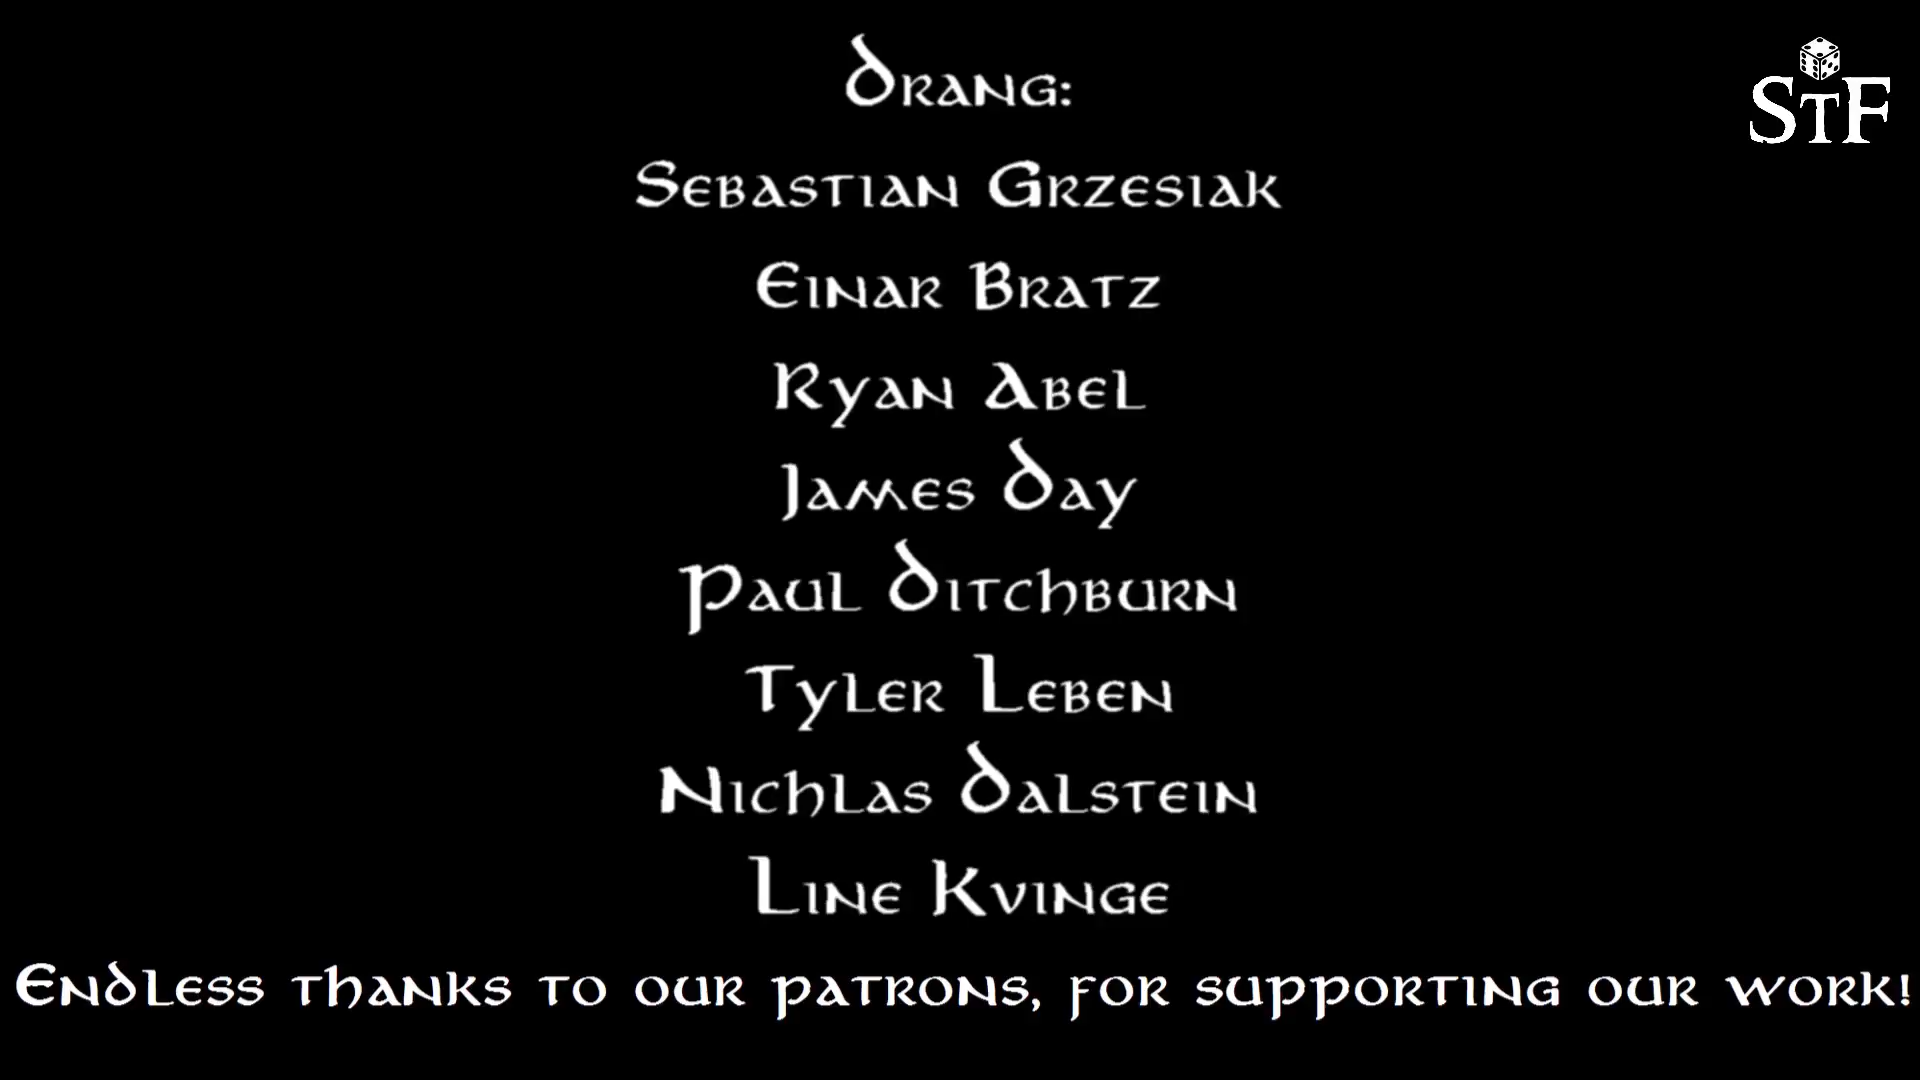 Drang:
StF
Sebastian Grzesiak
Einar Bratz
Ryan Abel
James Day
Paul Ditchburn
Tyler Leben
Nichlas Dalstein
Line Kvinge
Endless thanks to our patrons, for supporting our work!